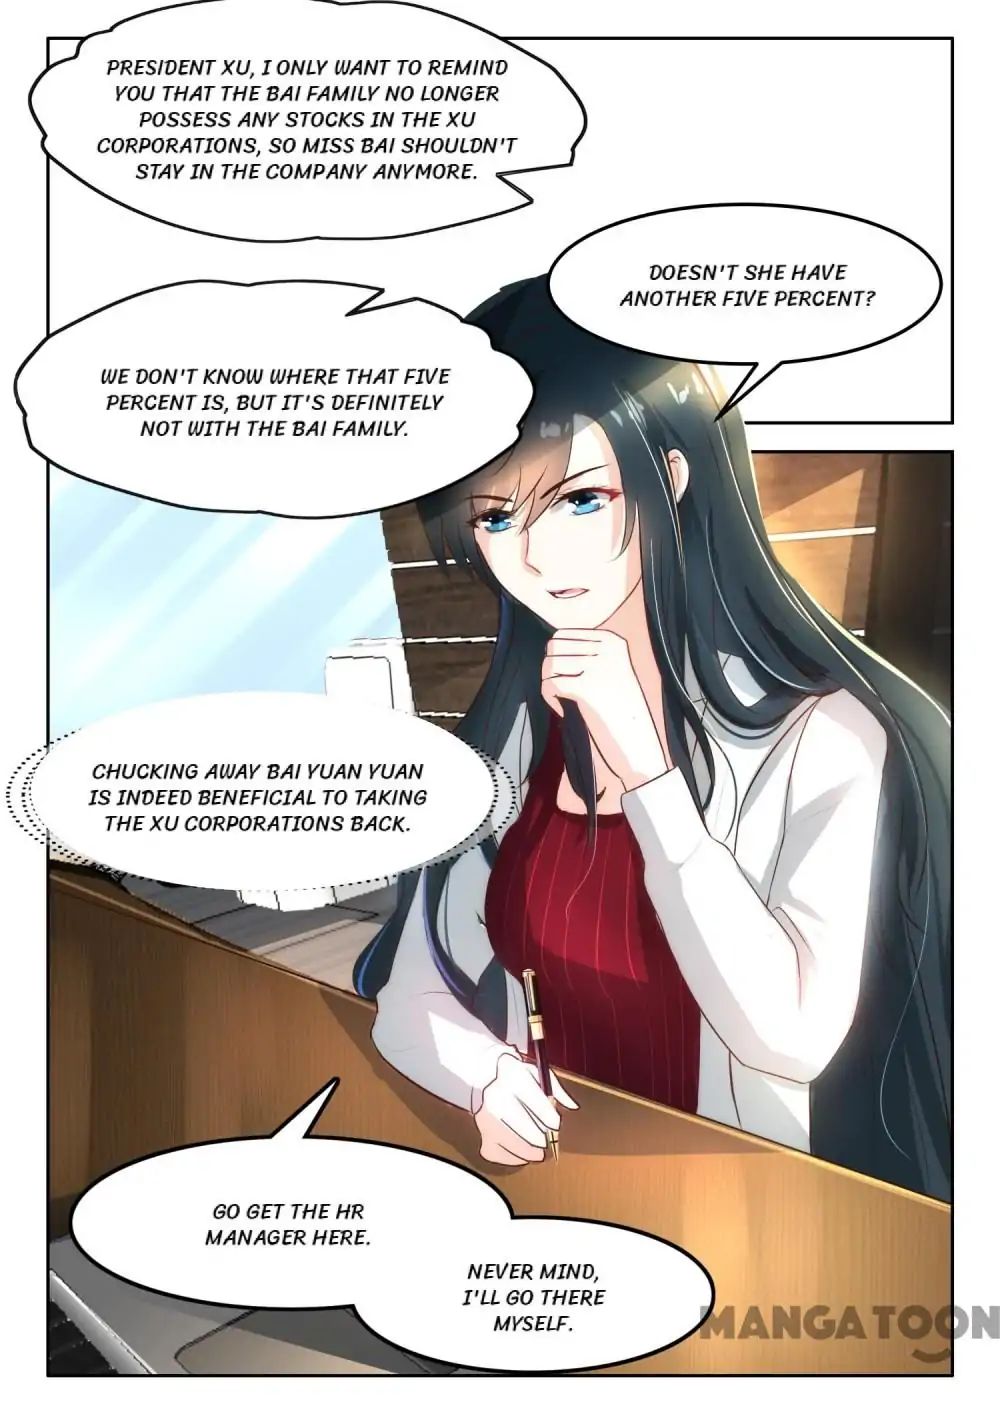 PRESIDENT XU, I ONLY WANT TO REMIND
YOU THAT THE BAI FAMILY NO LONGER
POSSESS ANY STOCKS IN THE XU
CORPORATIONS, SO MISS BAI SHOULDN'T
STAY IN THE COMPANY ANYMORE.
DOESN'T SHE HAVE
ANOTHER FIVE PERCENT?
WE DON'T KNOW WHERE THAT FIVE
PERCENT IS, BUT IT'S DEFINITELY
NOT WITH THE BAI FAMILY.
CHUCKING AWAY BAI YUAN YUAN
IS INDEED BENEFICIAL TO TAKING
THE XU CORPORATIONS BACK.
GO GET THE HR
MANAGER HERE.
NEVER MIND,
I'LL GO THERE
MYSELF.
MANGATOON